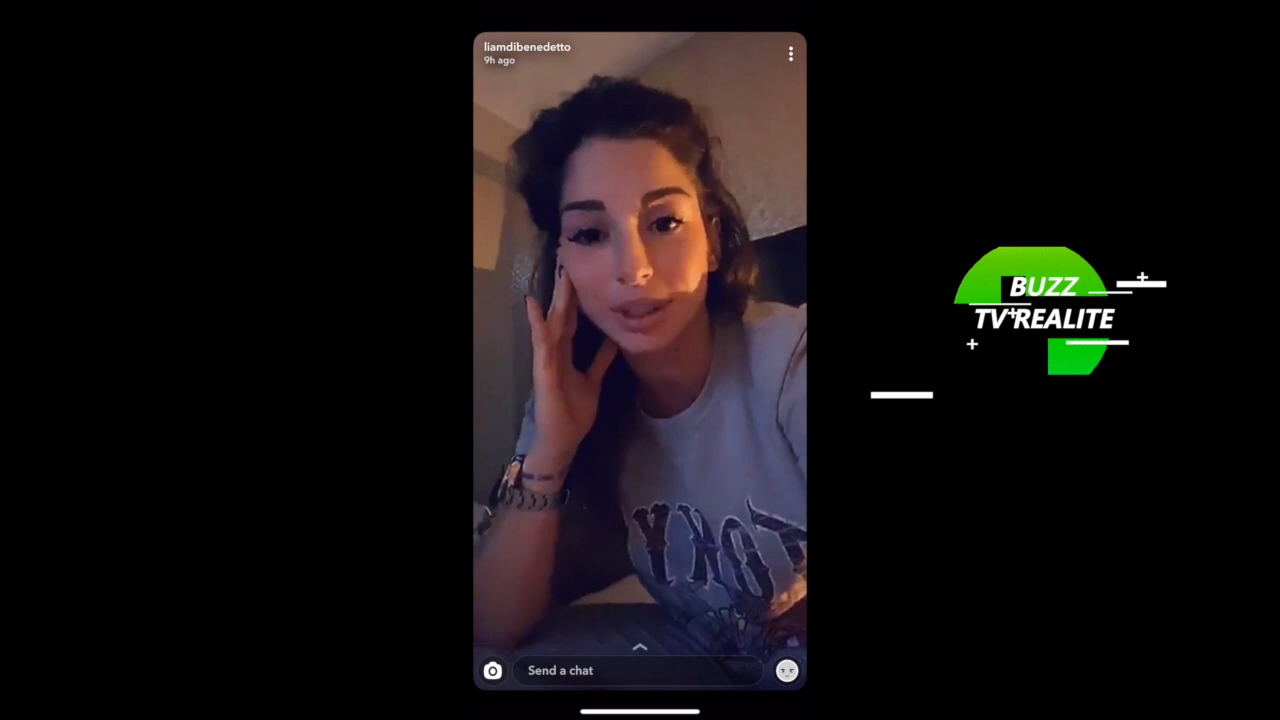 liamdibenedetto
9h ago
BUZZ
TV REALITE
Send a chat